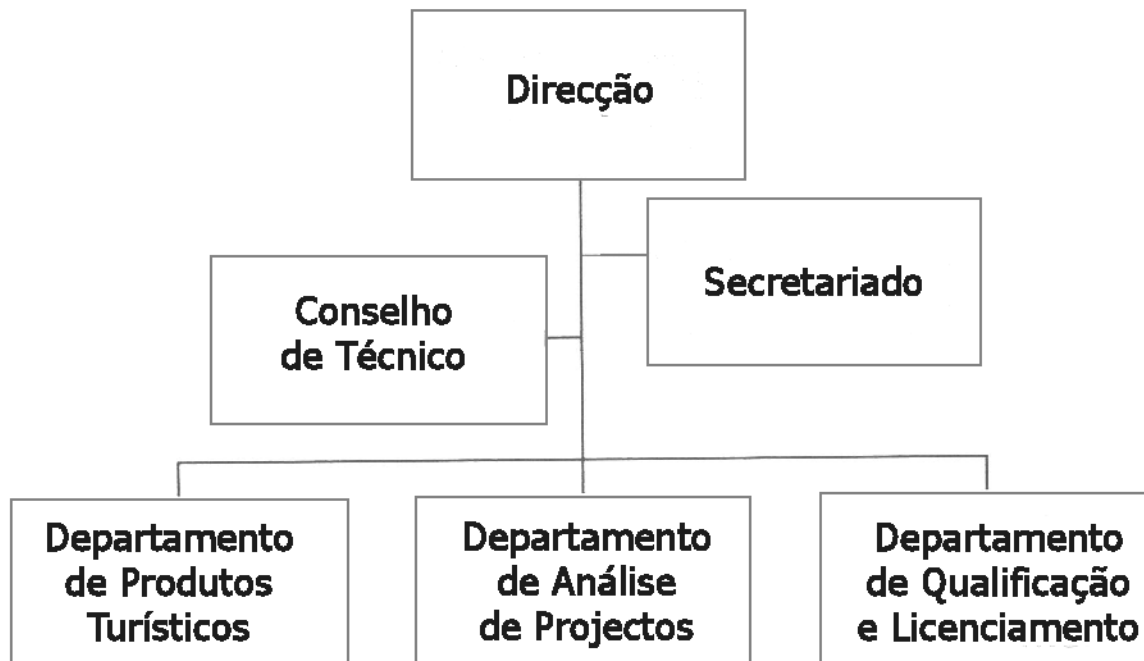 Direcção
Secretariado
Conselho
de Técnico
Departamento
de Produtos
Turísticos
Departamento
de Análise
de Projectos
Departamento
de Qualificação
e Licenciamento